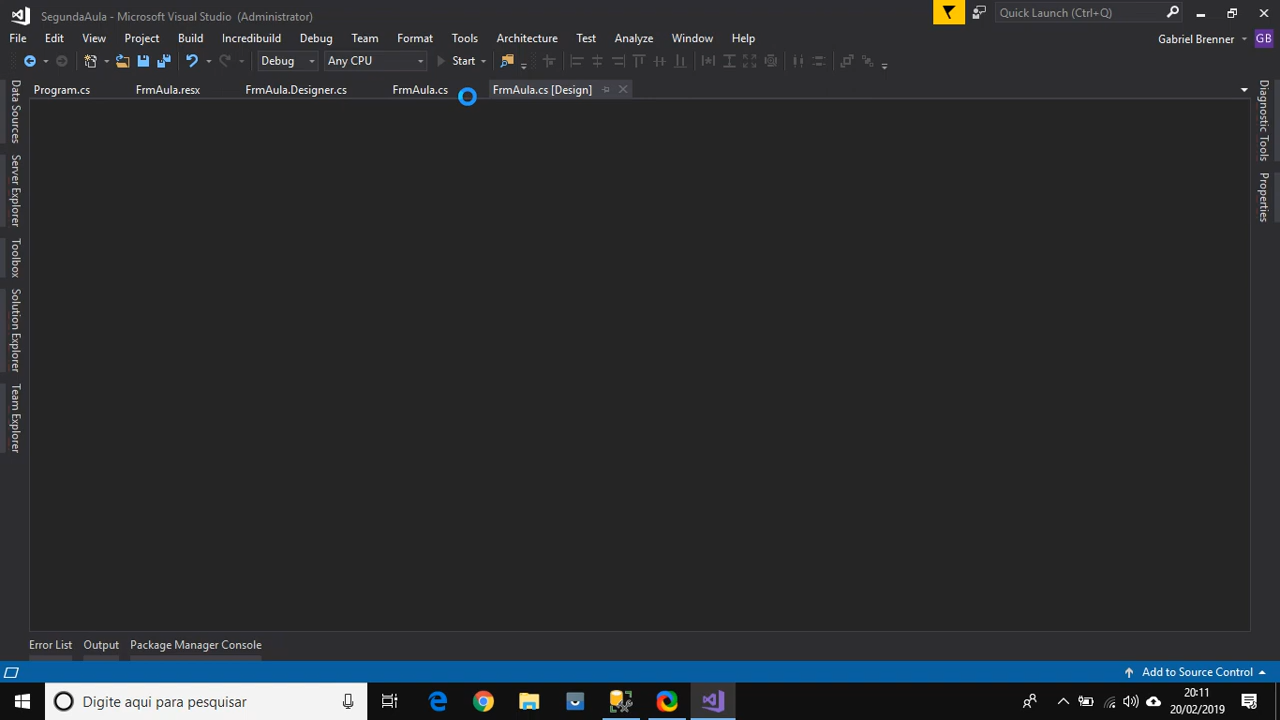 SegundaAula - Microsoft Visual Studio (Administrator)
Quick Launch (Ctrl+Q)
File Edit View Project Build Incredibuild Debug Team Format Tools Architecture Test Analyze Window Help
Gabriel Brenner GB
Debug Any CPU Start
Program.cs FrmAula.resx FrmAula.Designer.cs FrmAula.cs FrmAula.cs [Design]
Data Sources
Server Explorer
Toolbox
Solution Explorer
Team Explorer
Diagnostic Tools
Properties
Error List Output Package Manager Console
Add to Source Control
Digite aqui para pesquisar
20:11
20/02/2019